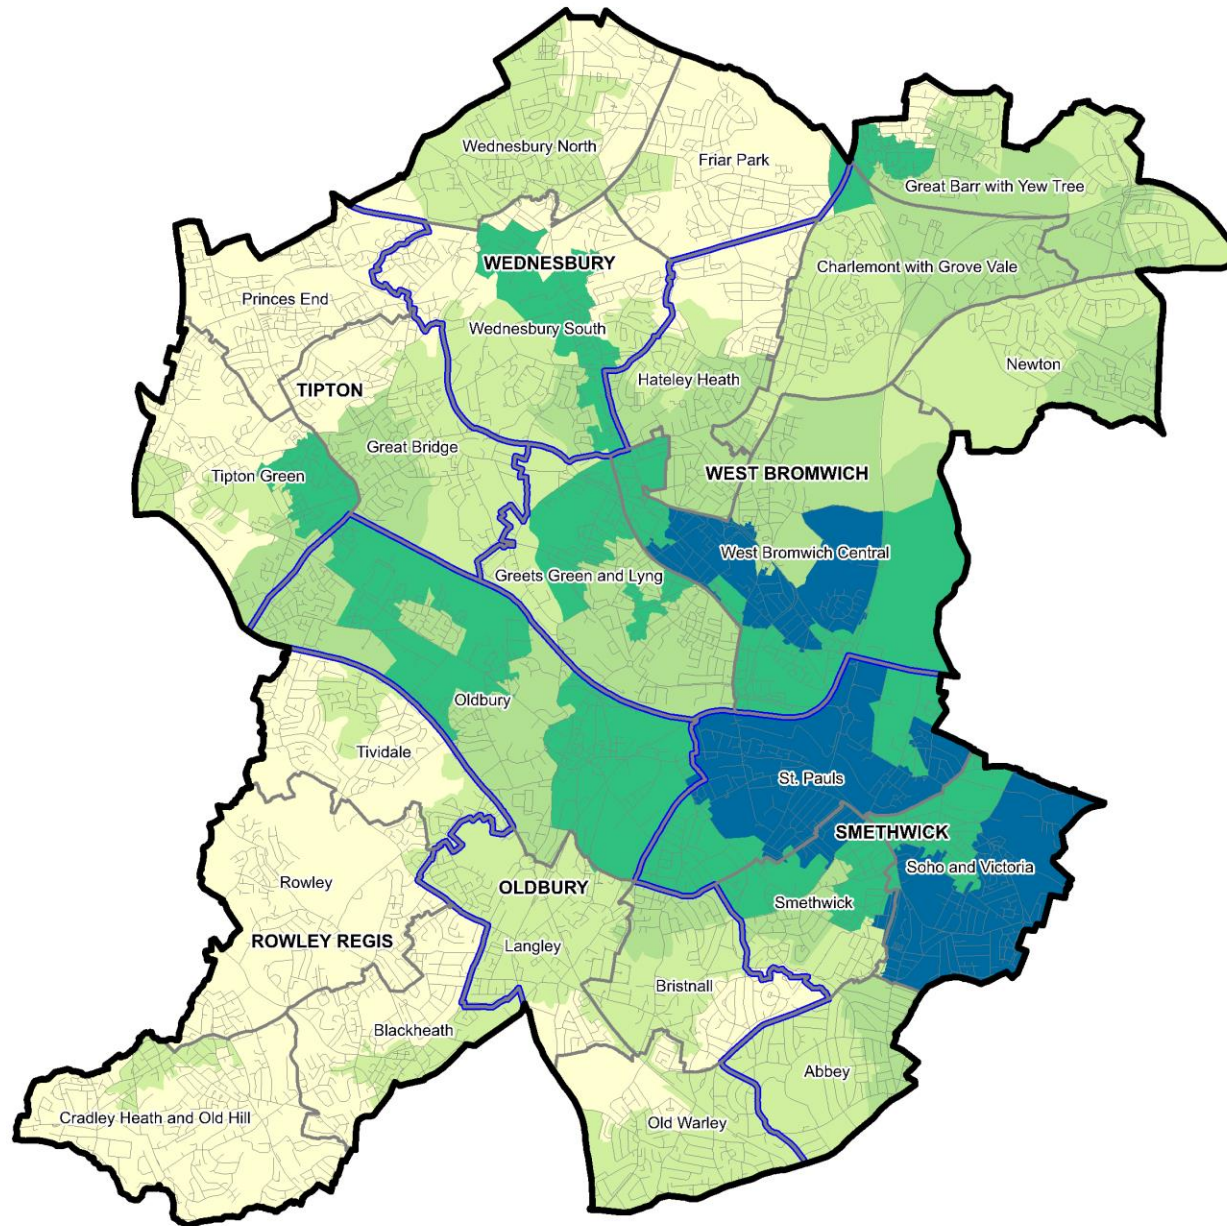 Wednesbury North
Friar Park
Great Barr with Yew Tree
WEDNESBURY
Charlemont with Grove Vale
Princes End
Wednesbury South
Newton
Hateley Heath
TIPTON
Great Bridge
WEST BROMWICH
Tipton Green
West Bromwich Central
Greets Green and Lyng
Oldbury
Tividale
St. Pauls
SMETHWICK
Soho and Victoria
Rowley
OLDBURY
Smethwick
ROWLEY REGIS
Langley
Bristnall
Blackheath
Abbey
Cradley Heath and Old Hill
Old Warley